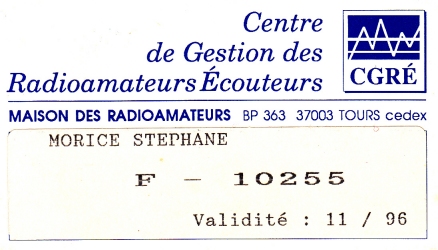 Centre
de Gestion des
Radioamateurs Écouteurs
CGRÉ
MAISON DES RADIOAMATEURS BP 363 37003 TOURS cedex
MORICE STEPHANE
F - 10255
Validité : 11 / 96